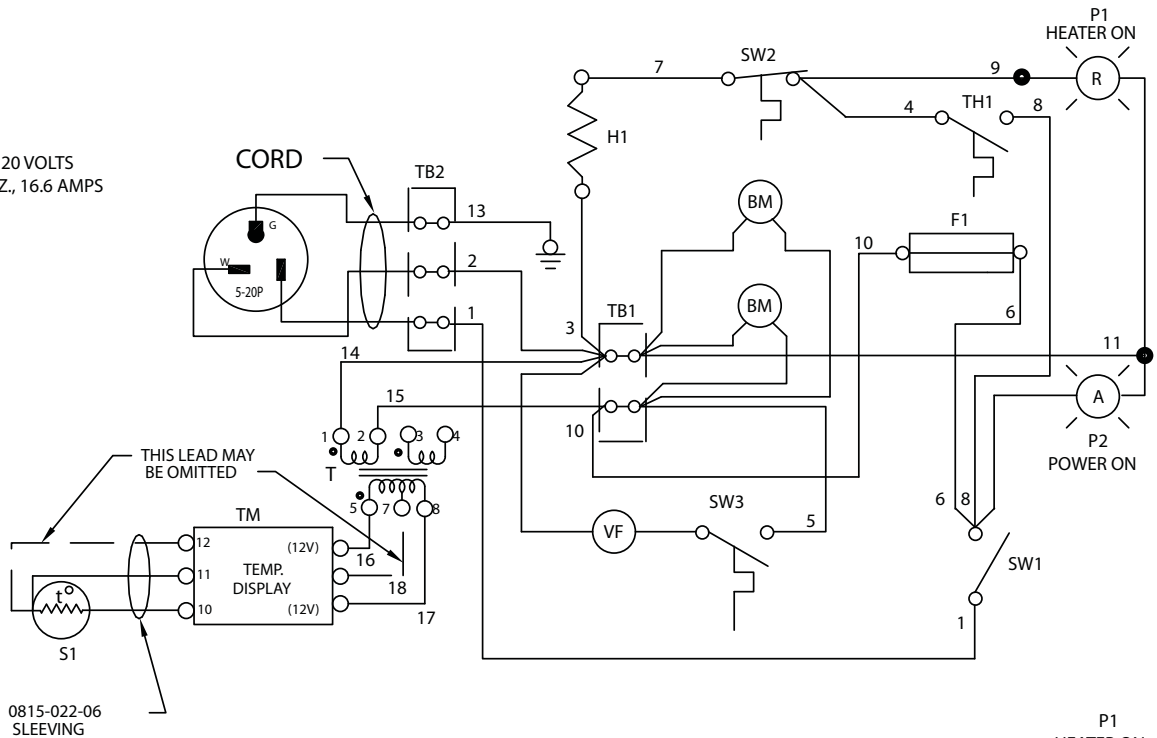 P1
HEATER ON
SW2
7
9
R
H1
4
TH1
8
20 VOLTS
Z., 16.6 AMPS
CORD
TB2
13
G
W
5-20P
2
1
BM
F1
10
BM
TB1
3
6
11
14
15
10
A
P2
POWER ON
1
2
3
4
T
THIS LEAD MAY
BE OMITTED
5
7
8
SW3
6
8
5
VF
SW1
TM
12
(12V)
16
11
TEMP.
DISPLAY
18
10
(12V)
17
t°
S1
1
0815-022-06
SLEEVING
P1